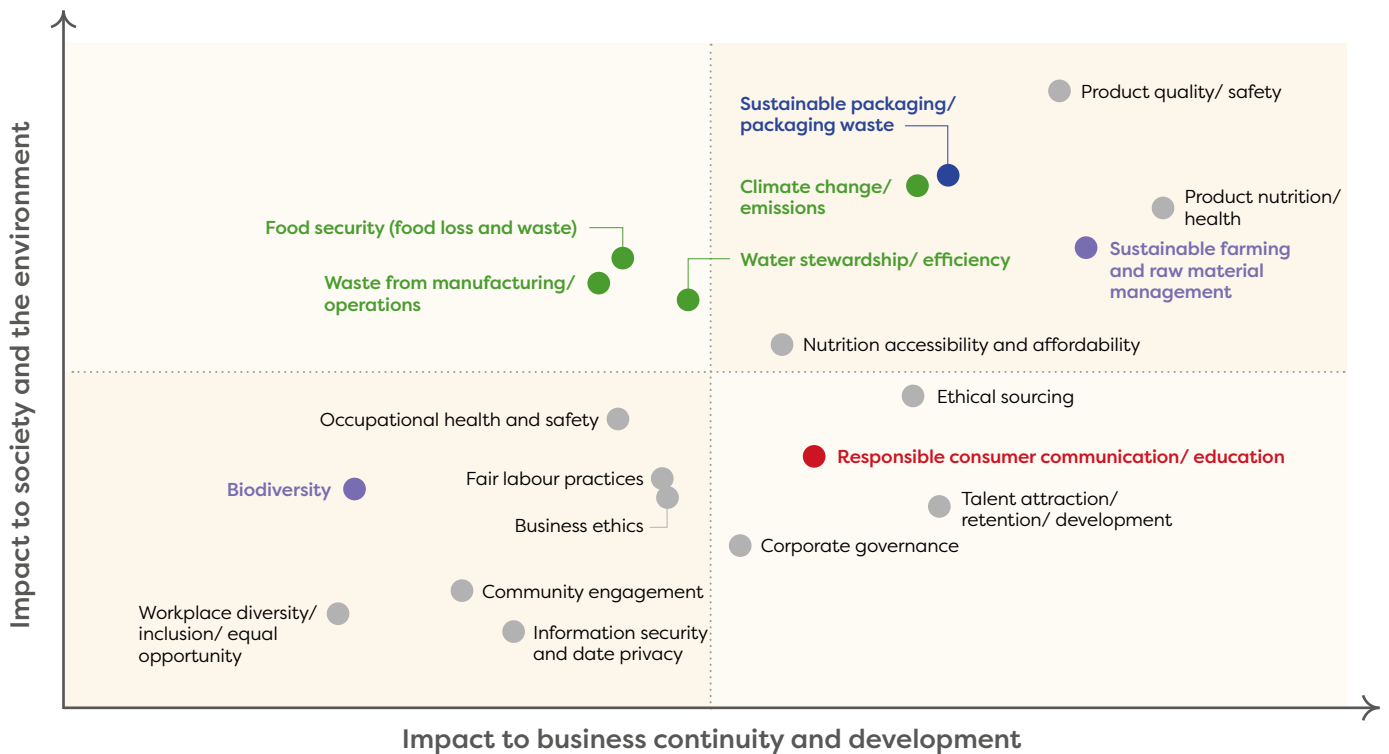 Impact to society and the environment
Product quality/ safety
Sustainable packaging/
packaging waste
Climate change/
emissions
Product nutrition/
health
Food security (food loss and waste)
Sustainable farming
and raw material
management
Water stewardship/ efficiency
Waste from manufacturing/
operations
Nutrition accessibility and affordability
Ethical sourcing
Occupational health and safety
Responsible consumer communication/ education
Fair labour practices
Biodiversity
Talent attraction/
retention/ development
Business ethics
Corporate governance
Community engagement
Workplace diversity/
inclusion/ equal
opportunity
Information security
and date privacy
Impact to business continuity and development